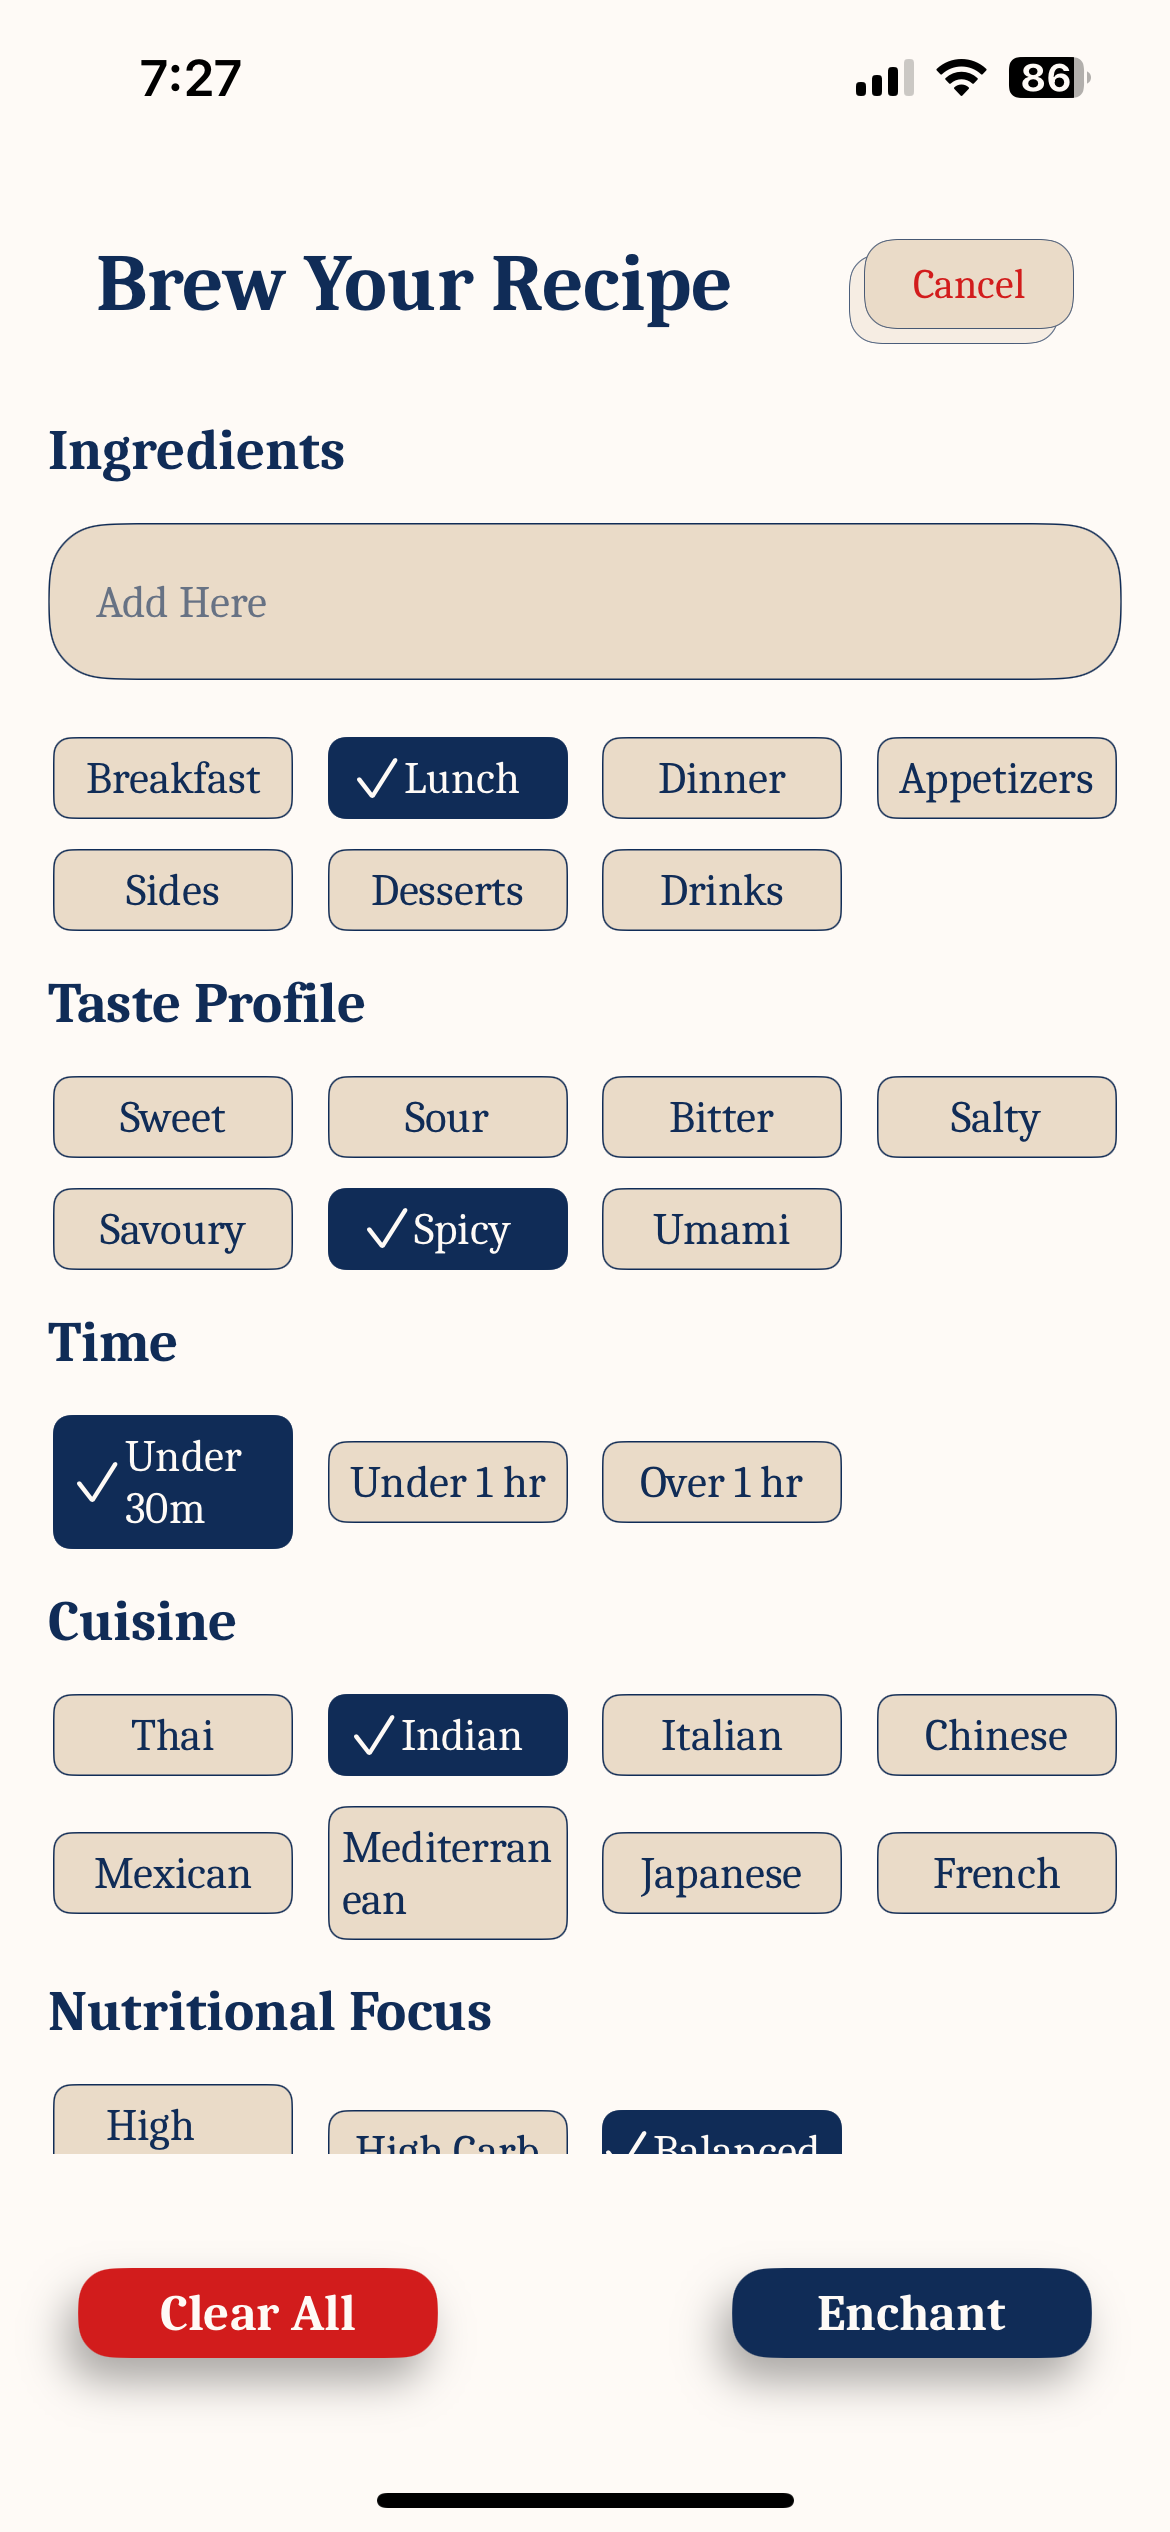 7:27
86
Brew Your Recipe
Cancel
Ingredients
Add Here
Breakfast
Lunch
Dinner
Appetizers
Sides
Desserts
Drinks
Taste Profile
Sweet
Sour
Bitter
Salty
Savoury
Spicy
Umami
Time
Under
30m
Under 1 hr
Over 1 hr
Cuisine
Thai
Indian
Italian
Chinese
Mexican
Mediterran
ean
Japanese
French
Nutritional Focus
High
High Carb
Balanced
Clear All
Enchant